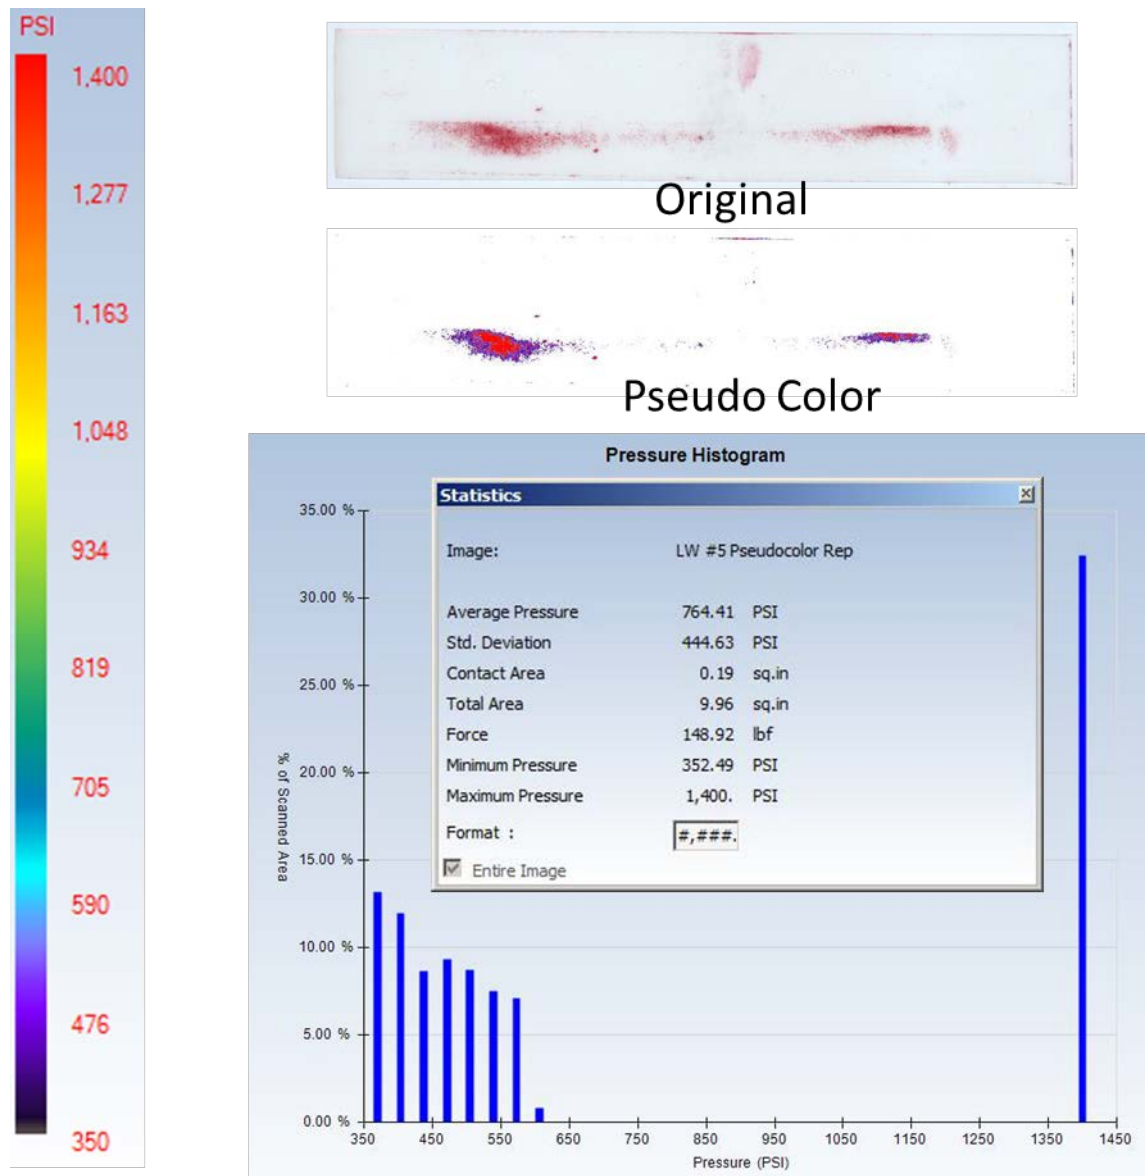 PSI
1,400
1,277
1,163
1,048
934
819
705
590
476
350
Original
Pseudo Color
Pressure Histogram
Statistics
Image: LW #5 Pseudocolor Rep
Average Pressure 764.41 PSI
Std. Deviation 444.63 PSI
Contact Area 0.19 sq.in
Total Area 9.96 sq.in
Force 148.92 lbf
Minimum Pressure 352.49 PSI
Maximum Pressure 1,400. PSI
Format : #,###.
Entire Image
% of Scanned Area
35.00 %
30.00 %
25.00 %
20.00 %
15.00 %
10.00 %
5.00 %
0.00 %
350 450 550 650 750 850 950 1050 1150 1250 1350 1450
Pressure (PSI)